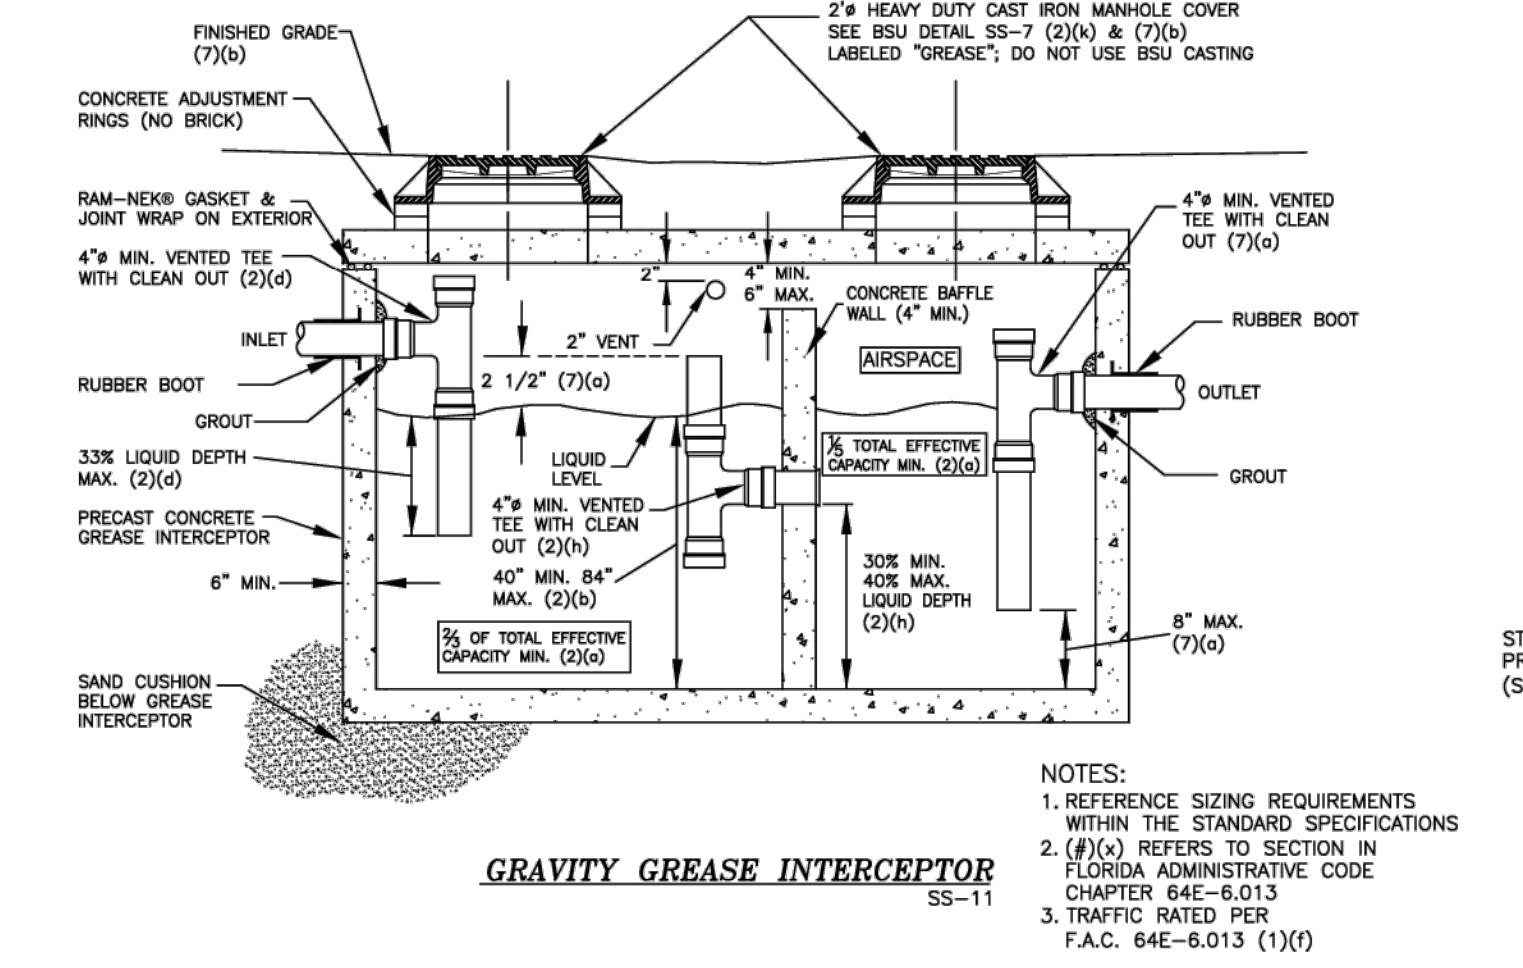 2'ø HEAVY DUTY CAST IRON MANHOLE COVER
SEE BSU DETAIL SS-7 (2)(k) & (7)(b)
LABELED "GREASE"; DO NOT USE BSU CASTING
FINISHED GRADE
(7)(b)
CONCRETE ADJUSTMENT
RINGS (NO BRICK)
RAM-NEK® GASKET &
JOINT WRAP ON EXTERIOR
4"ø MIN. VENTED TEE
WITH CLEAN OUT (2)(d)
INLET
RUBBER BOOT
GROUT
33% LIQUID DEPTH
MAX. (2)(d)
PRECAST CONCRETE
GREASE INTERCEPTOR
6" MIN.
SAND CUSHION
BELOW GREASE
INTERCEPTOR
2"
2" VENT
2 1/2" (7)(a)
LIQUID
LEVEL
4"ø MIN. VENTED
TEE WITH CLEAN
OUT (2)(h)
40" MIN. 84"
MAX. (2)(b)
2/3 OF TOTAL EFFECTIVE
CAPACITY MIN. (2)(a)
4" MIN.
6" MAX.
CONCRETE BAFFLE
WALL (4" MIN.)
AIRSPACE
1/5 TOTAL EFFECTIVE
CAPACITY MIN. (2)(a)
30% MIN.
40% MAX.
LIQUID DEPTH
(2)(h)
4"ø MIN. VENTED
TEE WITH CLEAN
OUT (7)(a)
RUBBER BOOT
OUTLET
GROUT
8" MAX.
(7)(a)
ST
PR
(S
GRAVITY GREASE INTERCEPTOR
SS-11
NOTES:
1. REFERENCE SIZING REQUIREMENTS
WITHIN THE STANDARD SPECIFICATIONS
2. (#)(x) REFERS TO SECTION IN
FLORIDA ADMINISTRATIVE CODE
CHAPTER 64E-6.013
3. TRAFFIC RATED PER
F.A.C. 64E-6.013 (1)(f)